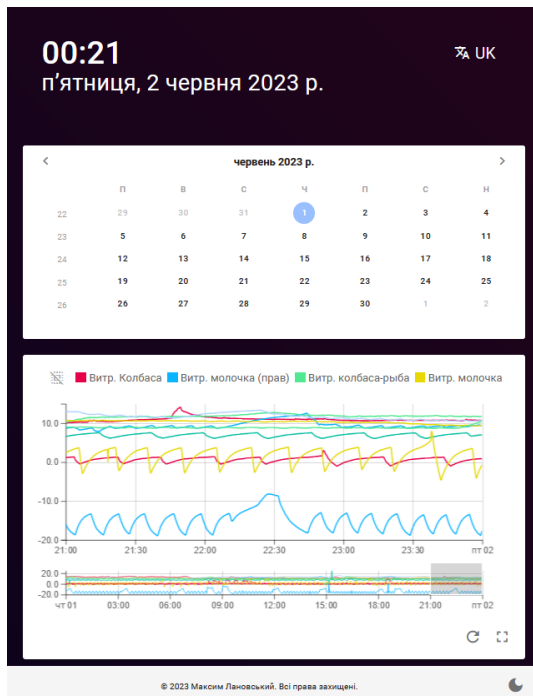 00:21
UK
п’ятниця, 2 червня 2023 р.
червень 2023 р.
П В С Ч П С Н
22 29 30 31 1 2 3 4
23 5 6 7 8 9 10 11
24 12 13 14 15 16 17 18
25 19 20 21 22 23 24 25
26 26 27 28 29 30 1 2
Витр. Колбаса Витр. молочка (прав) Витр. колбаса-рыба Витр. молочка
10.0
0.0
-10.0
-20.0
21:00 21:30 22:00 22:30 23:00 23:30 пт 02
20.0
0.0
-20.0
чт 01 03:00 06:00 09:00 12:00 15:00 18:00 21:00 пт 02
© 2023 Максим Лановський. Всі права захищені.